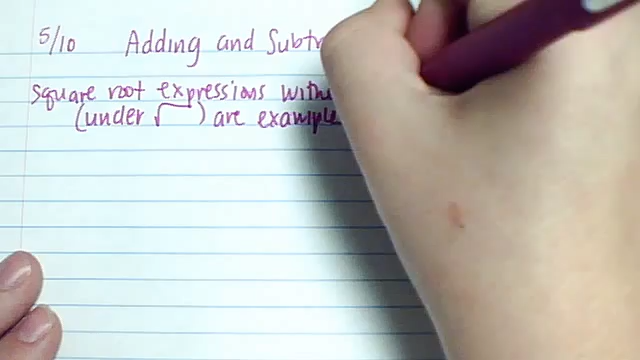 5/10 Adding and Subtr
square root expressions with
(under √ ) are example